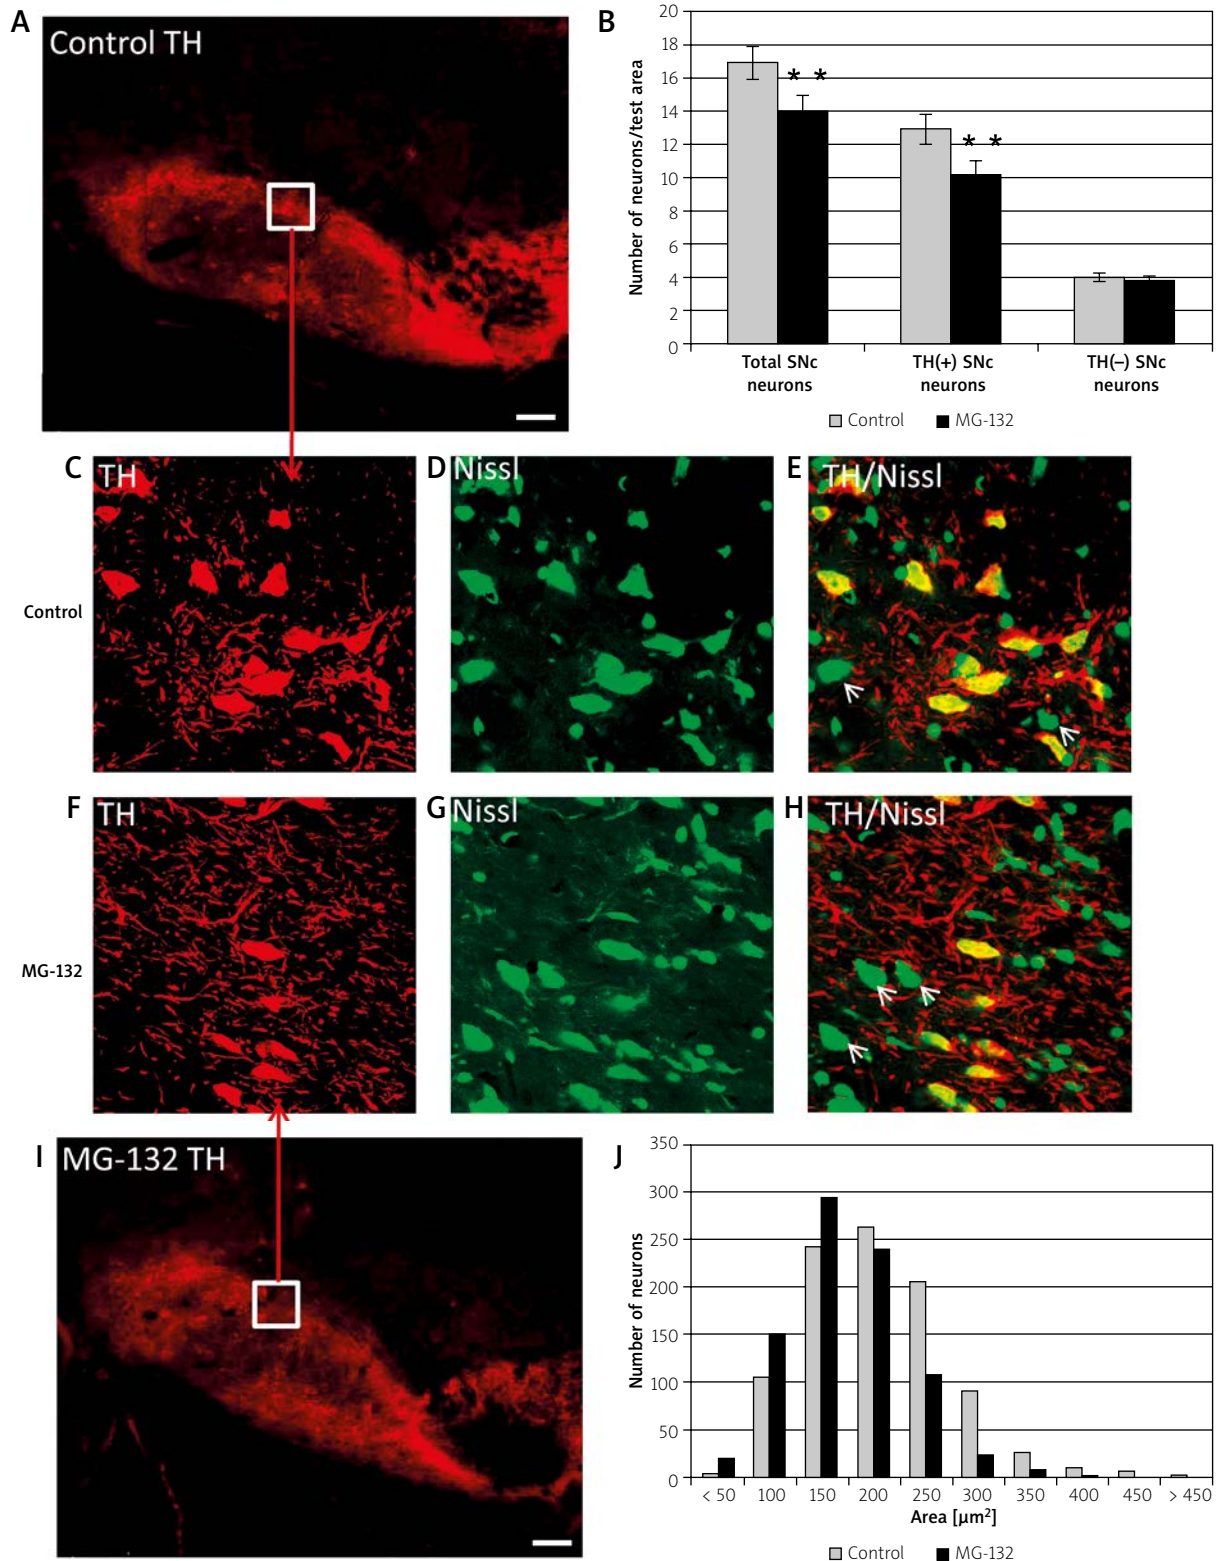 A
Control TH
B
20
18
16
14
12
10
8
6
4
2
0
Number of neurons/test area
* *
* *
Total SNc
neurons
TH(+) SNc
neurons
TH(–) SNc
neurons
Control
MG-132
C
TH
D
Nissl
E
TH/Nissl
Control
F
TH
G
Nissl
H
TH/Nissl
MG-132
I
MG-132 TH
J
350
300
250
200
150
100
50
0
Number of neurons
< 50 100 150 200 250 300 350 400 450 > 450
Area [µm²]
Control
MG-132